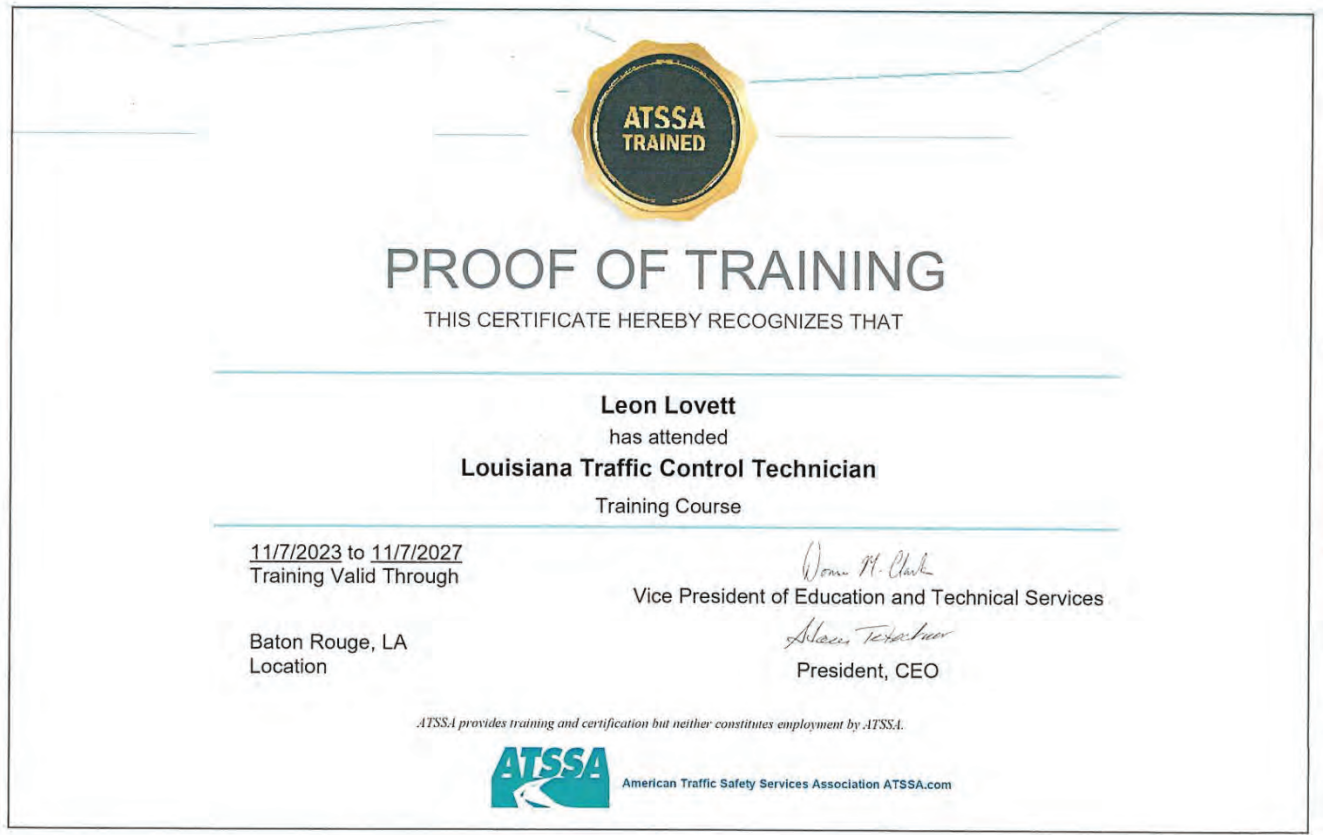 ATSSA
TRAINED
PROOF OF TRAINING
THIS CERTIFICATE HEREBY RECOGNIZES THAT
Leon Lovett
has attended
Louisiana Traffic Control Technician
Training Course
11/7/2023 to 11/7/2027
Training Valid Through
Donna M. Clark
Vice President of Education and Technical Services
Baton Rouge, LA
Location
President, CEO
ATSSA provides training and certification but neither constitutes employment by ATSSA.
ATSSA
American Traffic Safety Services Association ATSSA.com